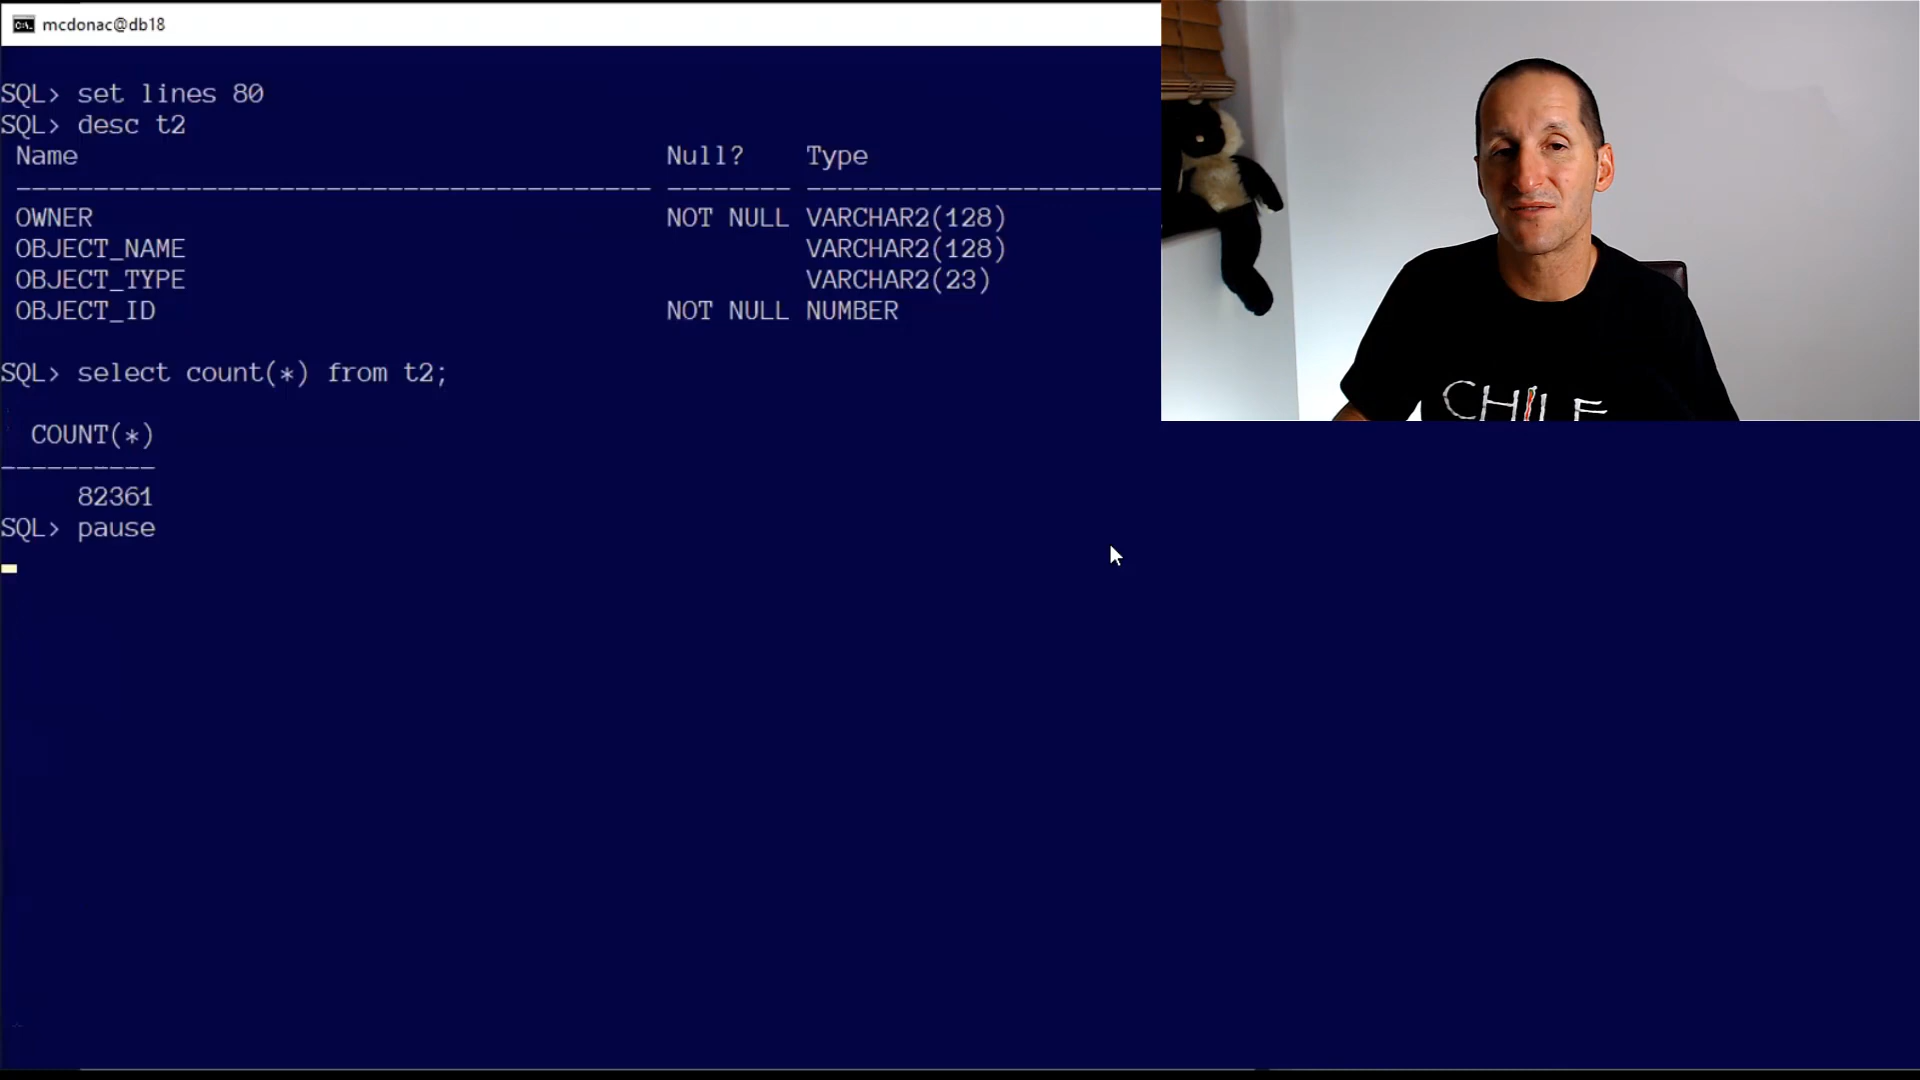 mcdonac@db18
SQL> set lines 80
SQL> desc t2
Name Null? Type
----------------------------------------- -------- -----------------------
OWNER NOT NULL VARCHAR2(128)
OBJECT_NAME VARCHAR2(128)
OBJECT_TYPE VARCHAR2(23)
OBJECT_ID NOT NULL NUMBER
SQL> select count(*) from t2;
COUNT(*)
----------
82361
SQL> pause
CHILE